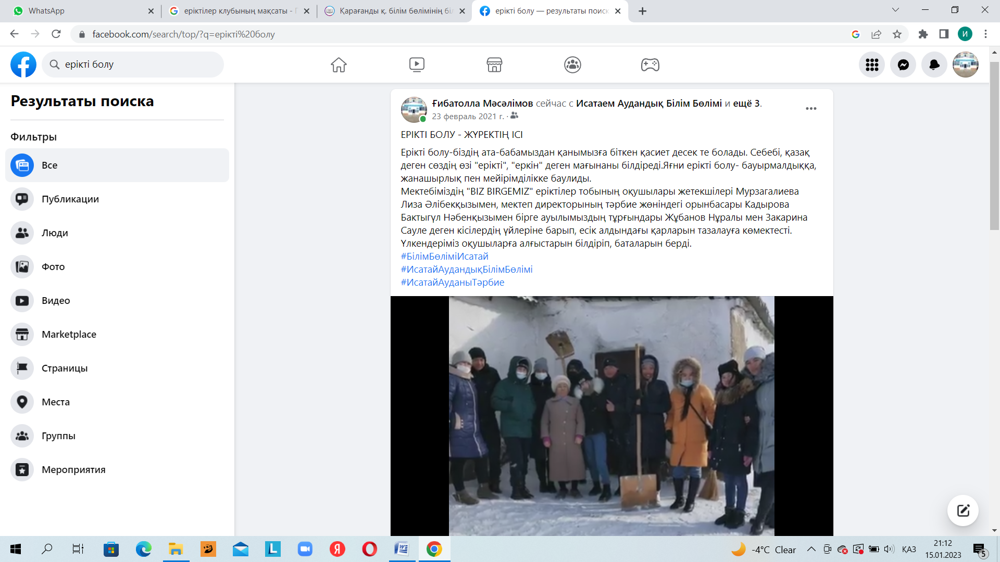 WhatsApp
еріктілер клубының мақсаты - 
Қарағанды қ. білім бөлімінің
ерікті болу — результаты поиск
facebook.com/search/top/?q=ерікті%20болу
И
ерікті болу
Результаты поиска
Фильтры
Все
Публикации
Люди
Фото
Видео
Marketplace
Страницы
Места
Группы
Мероприятия
Ғибатолла Мәсәлімов сейчас с Исатаем Аудандық Білім Бөлімі и ещё 3.
23 февраль 2021 г. ·
ЕРІКТІ БОЛУ - ЖҮРЕКТІҢ ІСІ
Ерікті болу-біздің ата-бабамыздан қанымызға біткен қасиет десек те болады. Себебі, қазақ
деген сөздің өзі "ерікті", "еркін" деген мағынаны білдіреді.Яғни ерікті болу- бауырмалдыққа,
жанашырлық пен мейірімділікке баулиды.
Мектебіміздің "BIZ BIRGEMIZ" еріктілер тобының оқушылары жетекшілері Мурзагалиева
Лиза Әлібекқызымен, мектеп директорының тәрбие жөніндегі орынбасары Кадырова
Бактыгүл Нәбенқызымен бірге ауылымыздың тұрғындары Жұбанов Нұралы мен Закарина
Сауле деген кісілердің үйлеріне барып, есік алдындағы қарларын тазалауға көмектесті.
Үлкендеріміз оқушыларға алғыстарын білдіріп, баталарын берді.
#БілімБөліміИсатай
#ИсатайАудандықБілімБөлімі
#ИсатайАуданыТәрбие
-4°C Clear
ҚАЗ
21:12
15.01.2023
5